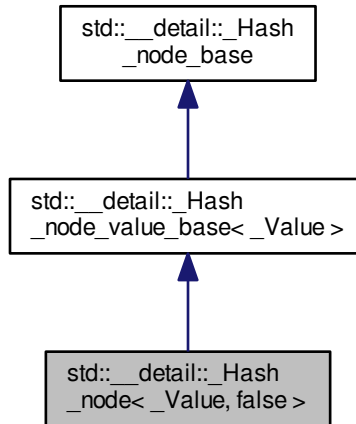 std::__detail::_Hash
_node_base
std::__detail::_Hash
_node_value_base< _Value >
std::__detail::_Hash
_node< _Value, false >